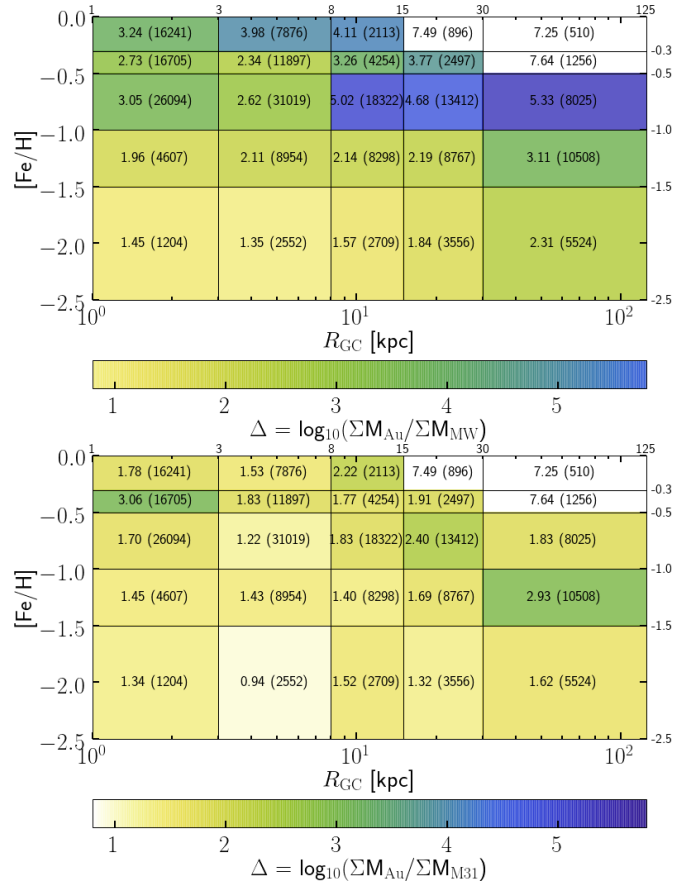 1 3 8 15 30 125
0.0 3.24 (16241) 3.98 (7876) 4.11 (2113) 7.49 (896) 7.25 (510)
-0.3
2.73 (16705) 2.34 (11897) 3.26 (4254) 3.77 (2497) 7.64 (1256)
−0.5 -0.5
3.05 (26094) 2.62 (31019) 5.02 (18322) 4.68 (13412) 5.33 (8025)
−1.0 -1.0
1.96 (4607) 2.11 (8954) 2.14 (8298) 2.19 (8767) 3.11 (10508)
−1.5 -1.5
[Fe/H]
1.45 (1204) 1.35 (2552) 1.57 (2709) 1.84 (3556) 2.31 (5524)
−2.0
−2.5 -2.5
10⁰ 10¹ 10²
R_GC [kpc]
1 2 3 4 5
Δ = log₁₀(ΣM_Au/ΣM_MW)
1 3 8 15 30 125
0.0 1.78 (16241) 1.53 (7876) 2.22 (2113) 7.49 (896) 7.25 (510)
-0.3
3.06 (16705) 1.83 (11897) 1.77 (4254) 1.91 (2497) 7.64 (1256)
−0.5 -0.5
1.70 (26094) 1.22 (31019) 1.83 (18322) 2.40 (13412) 1.83 (8025)
−1.0 -1.0
1.45 (4607) 1.43 (8954) 1.40 (8298) 1.69 (8767) 2.93 (10508)
−1.5 -1.5
[Fe/H]
1.34 (1204) 0.94 (2552) 1.52 (2709) 1.32 (3556) 1.62 (5524)
−2.0
−2.5 -2.5
10⁰ 10¹ 10²
R_GC [kpc]
1 2 3 4 5
Δ = log₁₀(ΣM_Au/ΣM_M31)